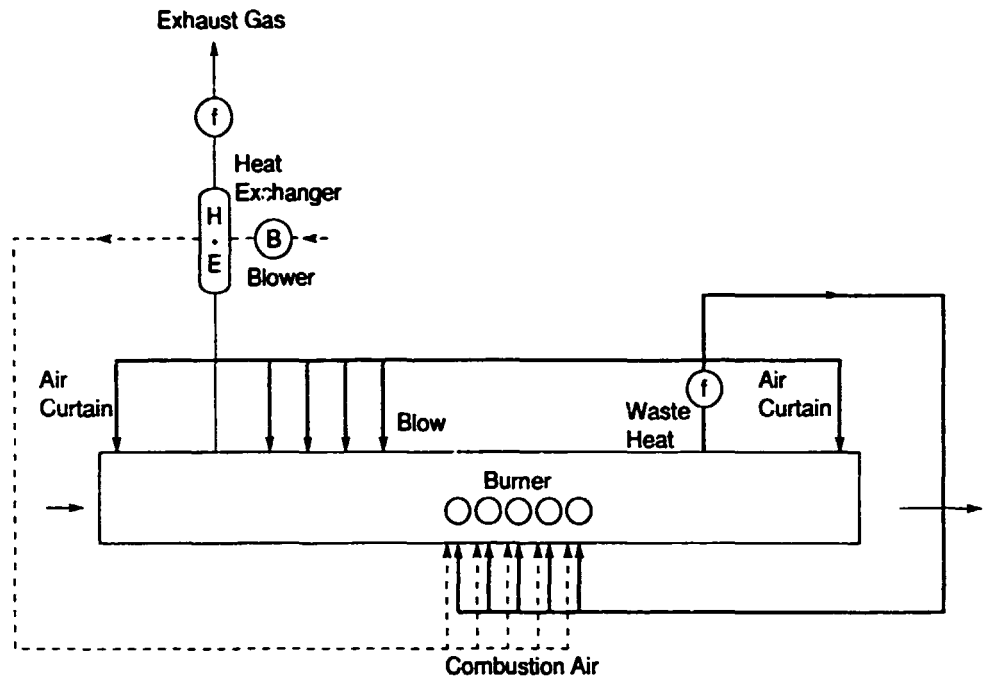 Exhaust Gas
f
Heat
Exchanger
H
·
E
B
Blower
Air
Curtain
Blow
Waste
Heat
f
Air
Curtain
Burner
Combustion Air